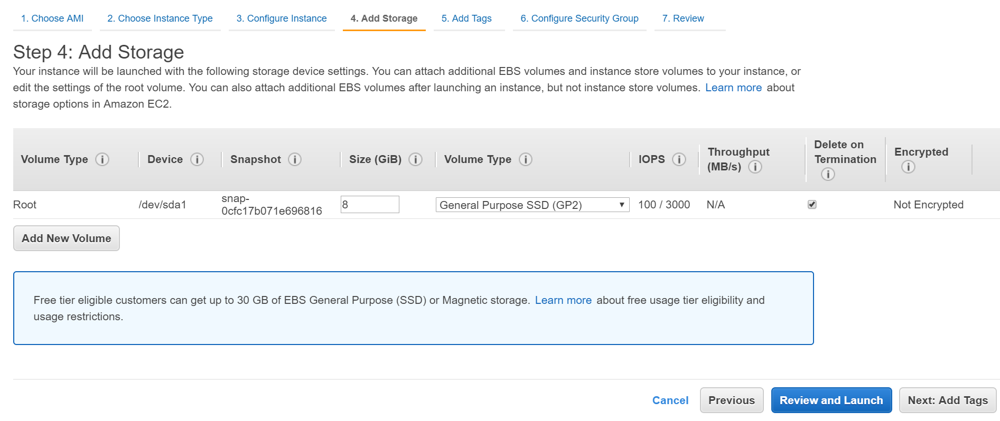 1. Choose AMI 2. Choose Instance Type 3. Configure Instance 4. Add Storage 5. Add Tags 6. Configure Security Group 7. Review
Step 4: Add Storage
Your instance will be launched with the following storage device settings. You can attach additional EBS volumes and instance store volumes to your instance, or
edit the settings of the root volume. You can also attach additional EBS volumes after launching an instance, but not instance store volumes. Learn more about
storage options in Amazon EC2.
Volume Type i Device i Snapshot i Size (GiB) i Volume Type i IOPS i Throughput (MB/s) i Delete on Termination i Encrypted i
Root /dev/sda1 snap-0cfc17b071e696816 8 General Purpose SSD (GP2) 100 / 3000 N/A Not Encrypted
Add New Volume
Free tier eligible customers can get up to 30 GB of EBS General Purpose (SSD) or Magnetic storage. Learn more about free usage tier eligibility and
usage restrictions.
Cancel Previous Review and Launch Next: Add Tags